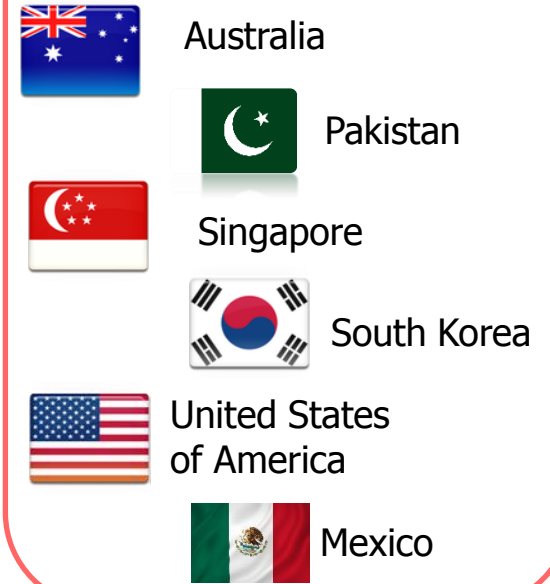 Australia
Pakistan
Singapore
South Korea
United States
of America
Mexico